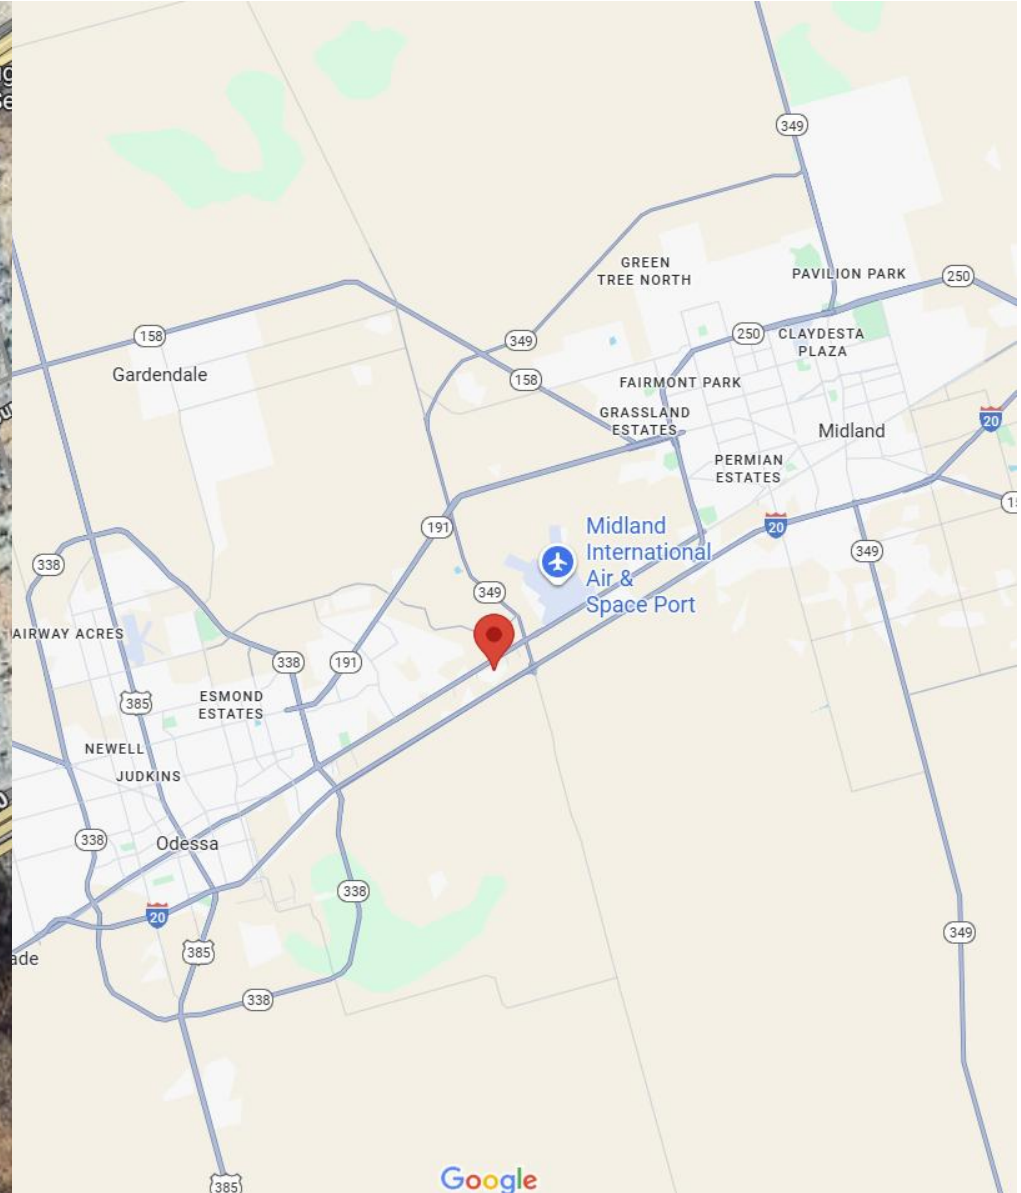 349
GREEN
TREE NORTH
PAVILION PARK
250
158
349
250
CLAYDESTA
PLAZA
Gardendale
158
FAIRMONT PARK
GRASSLAND
ESTATES
20
Midland
PERMIAN
ESTATES
191
20
Midland
International
Air &
Space Port
349
338
349
AIRWAY ACRES
338
191
385
ESMOND
ESTATES
NEWELL
JUDKINS
338
Odessa
338
20
349
385
ade
338
385
Google